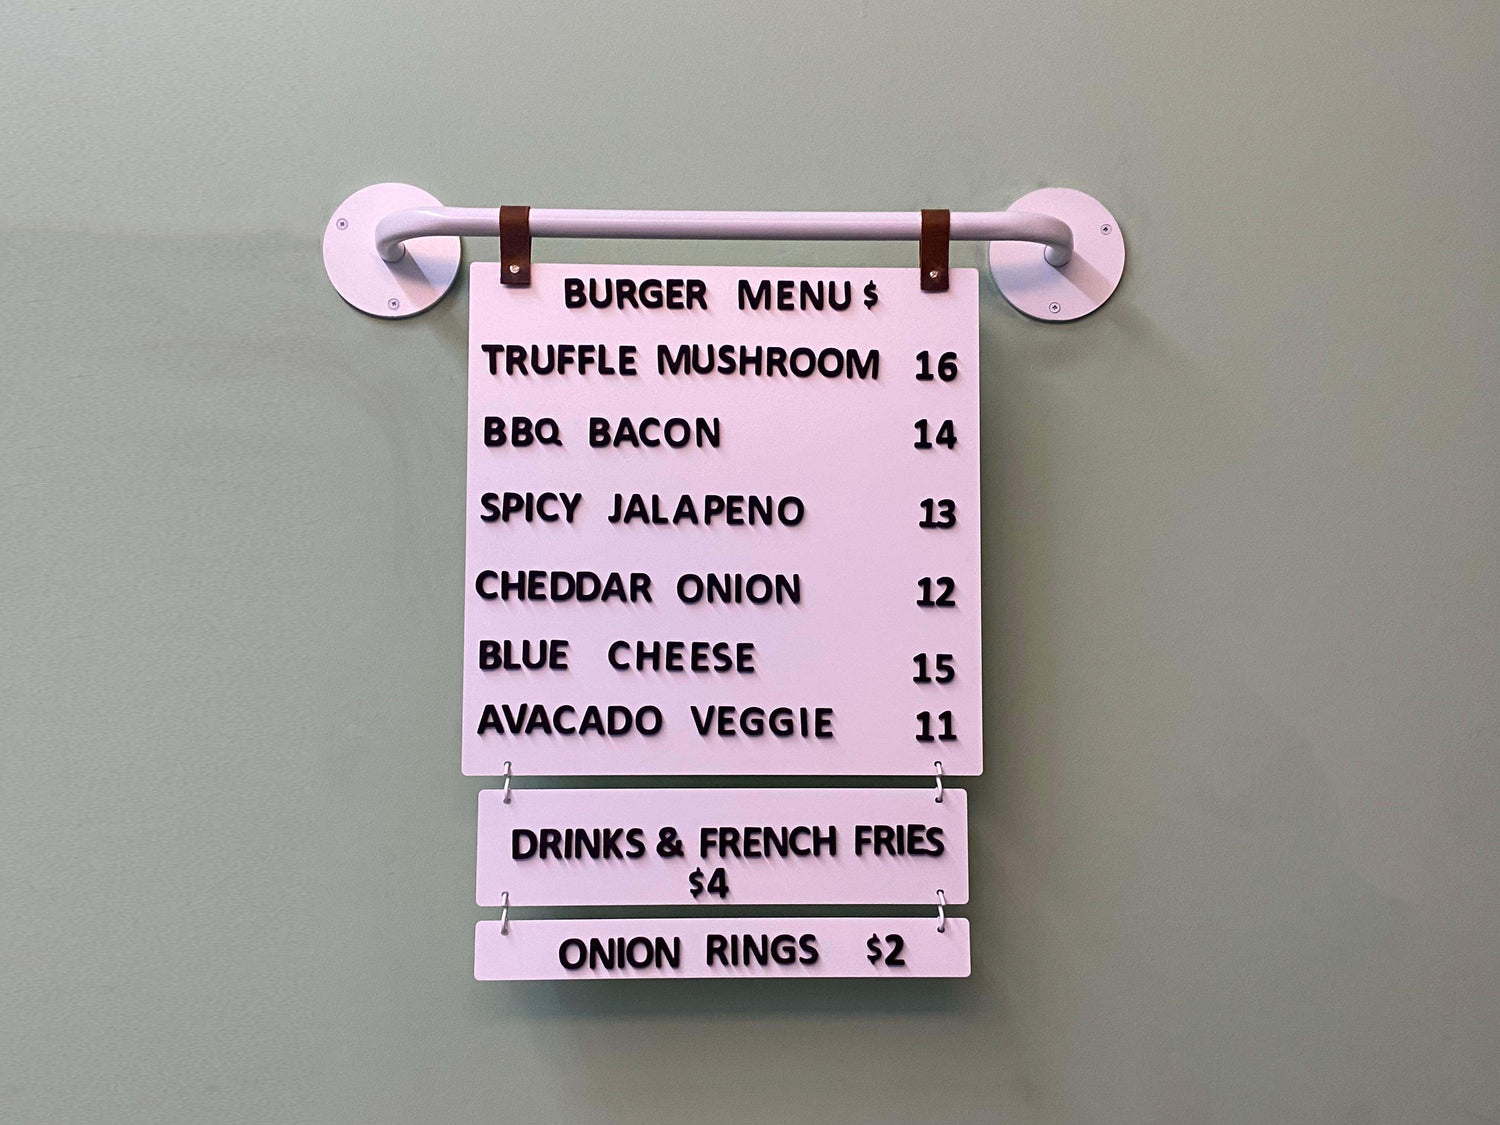 BURGER MENU $
TRUFFLE MUSHROOM 16
BBQ BACON 14
SPICY JALAPENO 13
CHEDDAR ONION 12
BLUE CHEESE 15
AVACADO VEGGIE 11
DRINKS & FRENCH FRIES
$4
ONION RINGS $2